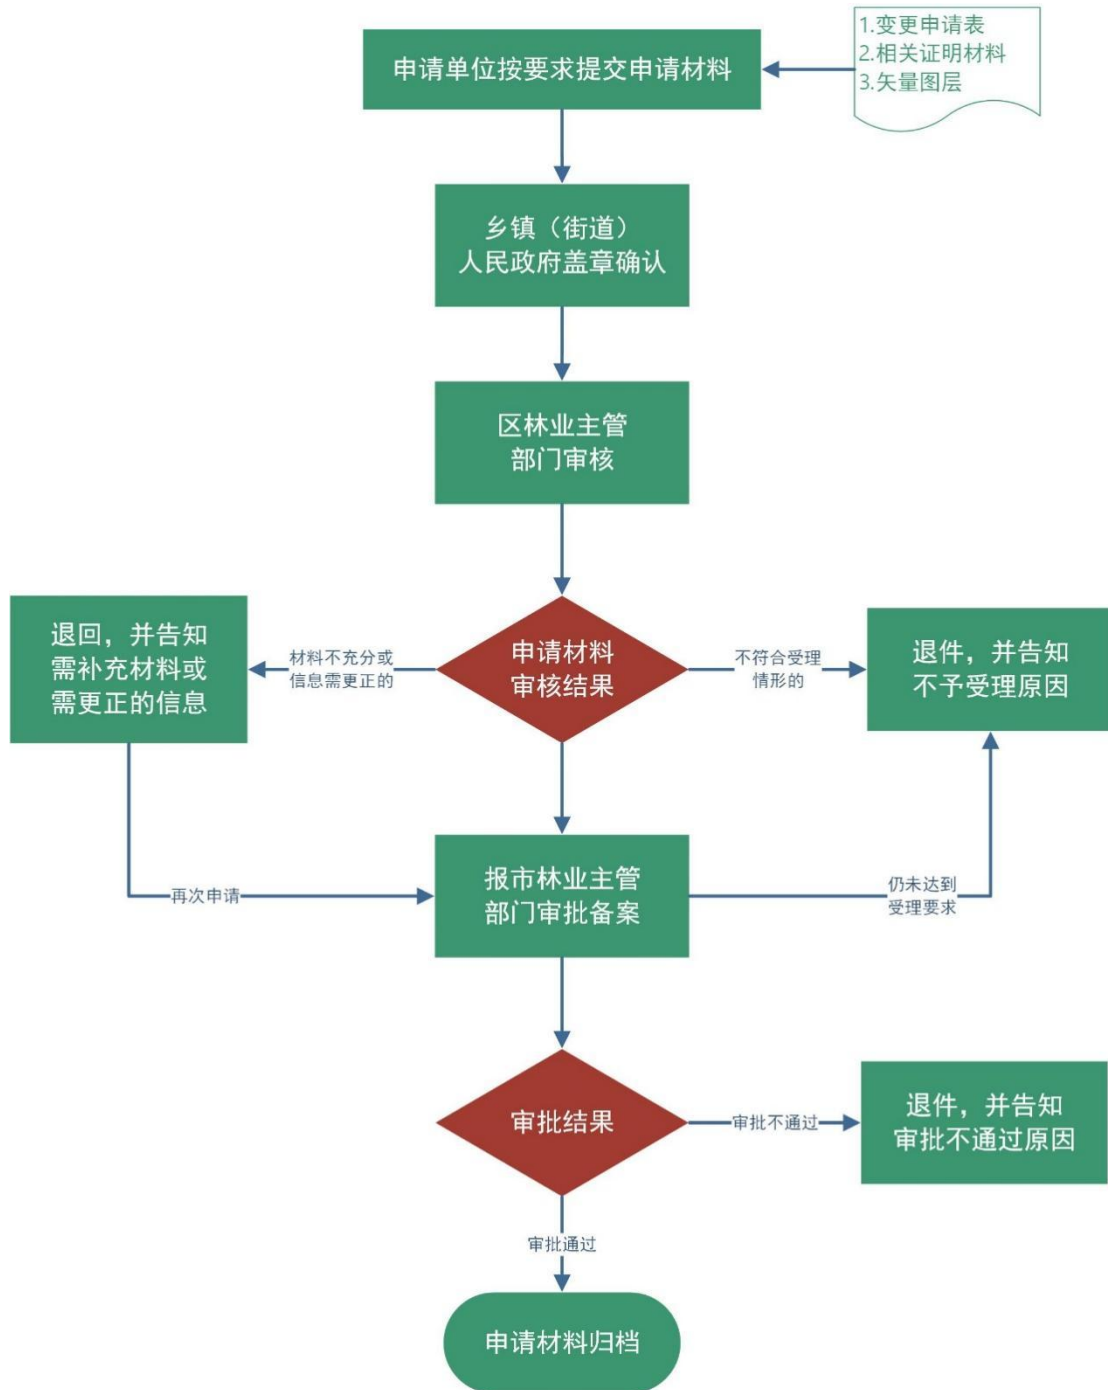 1.变更申请表
2.相关证明材料
3.矢量图层
申请单位按要求提交申请材料
乡镇（街道）
人民政府盖章确认
区林业主管
部门审核
申请材料
审核结果
材料不充分或
信息需更正的
退回，并告知
需补充材料或
需更正的信息
不符合受理
情形的
退件，并告知
不予受理原因
再次申请
报市林业主管
部门审批备案
仍未达到
受理要求
审批结果
审批不通过
退件，并告知
审批不通过原因
审批通过
申请材料归档